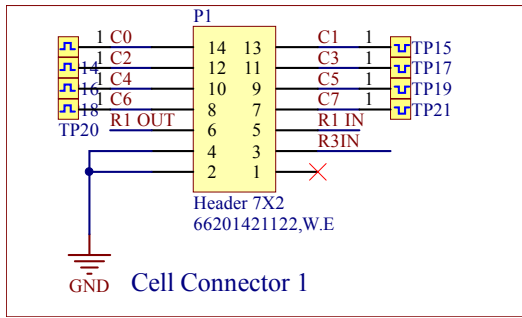 P1
1 C0 14 13 C1 1 TP15
14 1 C2 12 11 C3 1 TP17
16 1 C4 10 9 C5 1 TP19
18 1 C6 8 7 C7 1 TP21
TP20 R1 OUT 6 5 R1 IN
4 3 R3IN
2 1
Header 7X2
66201421122,W.E
GND Cell Connector 1